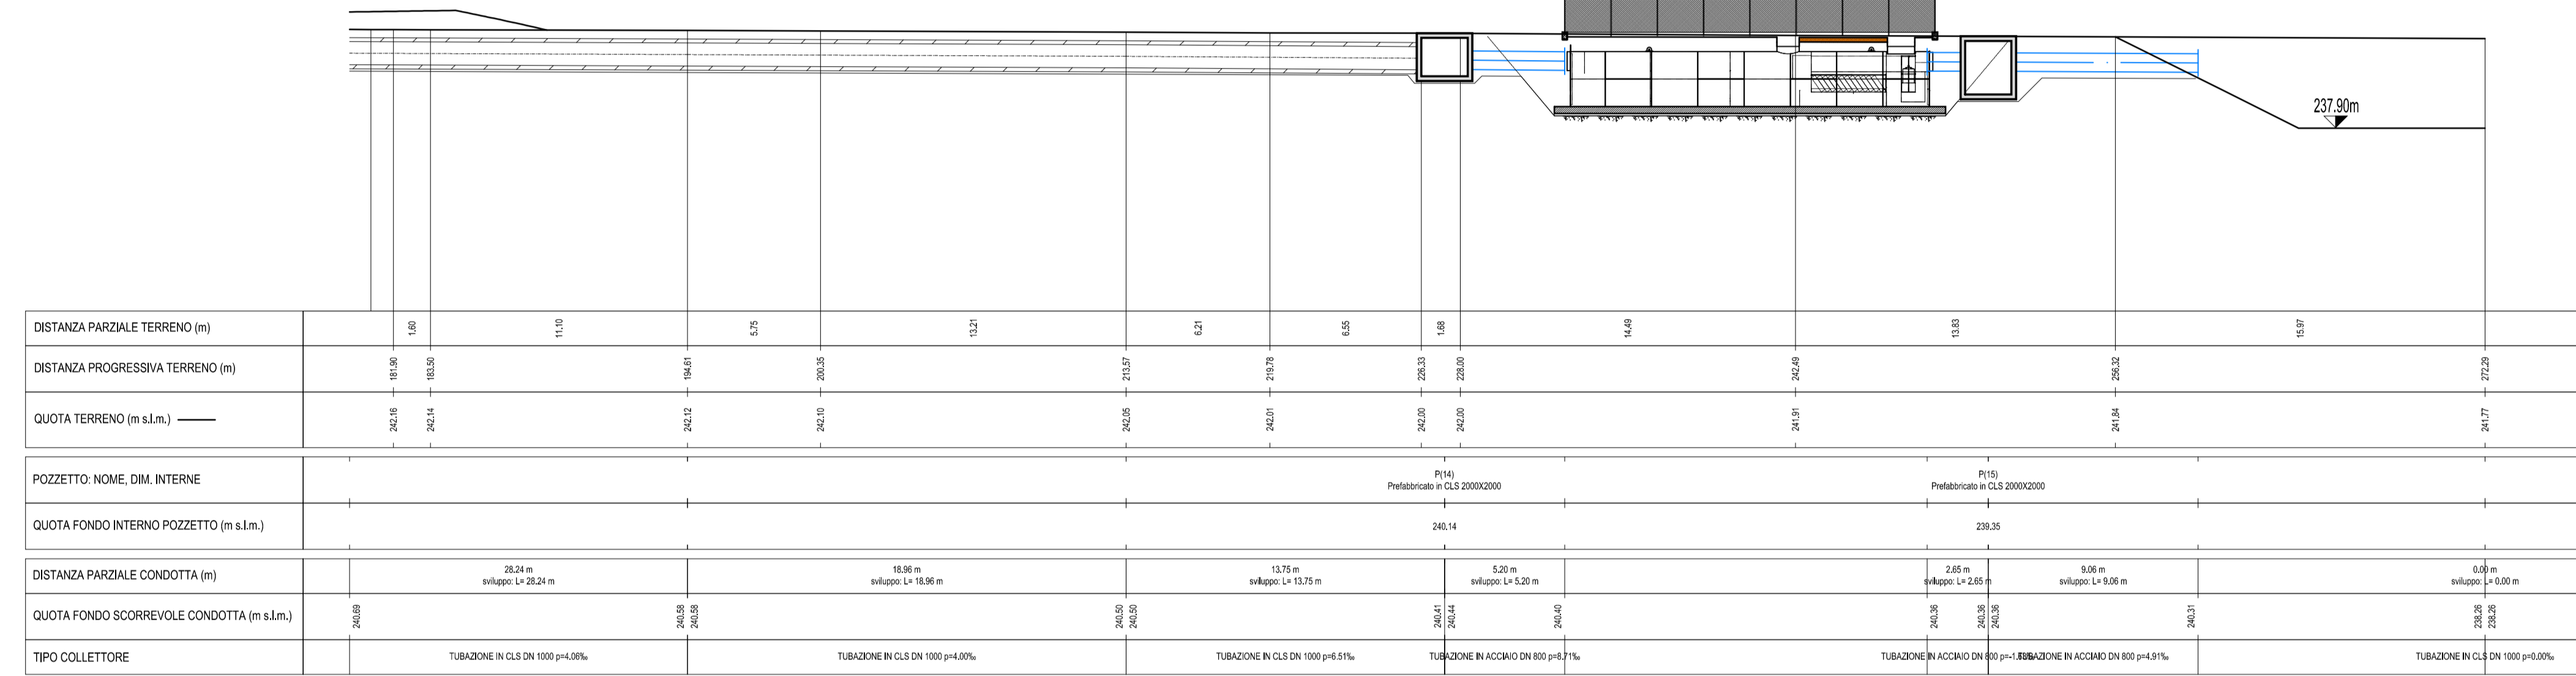 237.90m
DISTANZA PARZIALE TERRENO (m) 1.60 11.10 5.75 13.21 6.21 6.55 1.68 14.49 13.83 15.97
DISTANZA PROGRESSIVA TERRENO (m) 181.90 183.50 194.61 200.35 213.57 219.78 226.33 228.00 242.49 256.32 272.29
QUOTA TERRENO (m s.l.m.) 242.16 242.14 242.12 242.10 242.05 242.01 242.00 242.00 241.91 241.84 241.77
POZZETTO: NOME, DIM. INTERNE
P(14) P(15)
Prefabbricato in CLS 2000X2000 Prefabbricato in CLS 2000X2000
QUOTA FONDO INTERNO POZZETTO (m s.l.m.) 240.14 239.35
DISTANZA PARZIALE CONDOTTA (m)
28.24 m 18.96 m 13.75 m 5.20 m 2.65 m 9.06 m 0.00 m
sviluppo: L= 28.24 m sviluppo: L= 18.96 m sviluppo: L= 13.75 m sviluppo: L= 5.20 m sviluppo: L= 2.65 m sviluppo: L= 9.06 m sviluppo: L= 0.00 m
QUOTA FONDO SCORREVOLE CONDOTTA (m s.l.m.) 240.69 240.58 240.58 240.50 240.50 240.41 240.44 240.40 240.36 240.36 240.36 240.31 238.26 238.26
TIPO COLLETTORE TUBAZIONE IN CLS DN 1000 p=4.06‰ TUBAZIONE IN CLS DN 1000 p=4.00‰ TUBAZIONE IN CLS DN 1000 p=6.51‰ TUBAZIONE IN ACCIAIO DN 800 p=8.71‰ TUBAZIONE IN ACCIAIO DN 800 TUBAZIONE IN ACCIAIO DN 800 p=4.91‰ TUBAZIONE IN CLS DN 1000 p=0.00‰